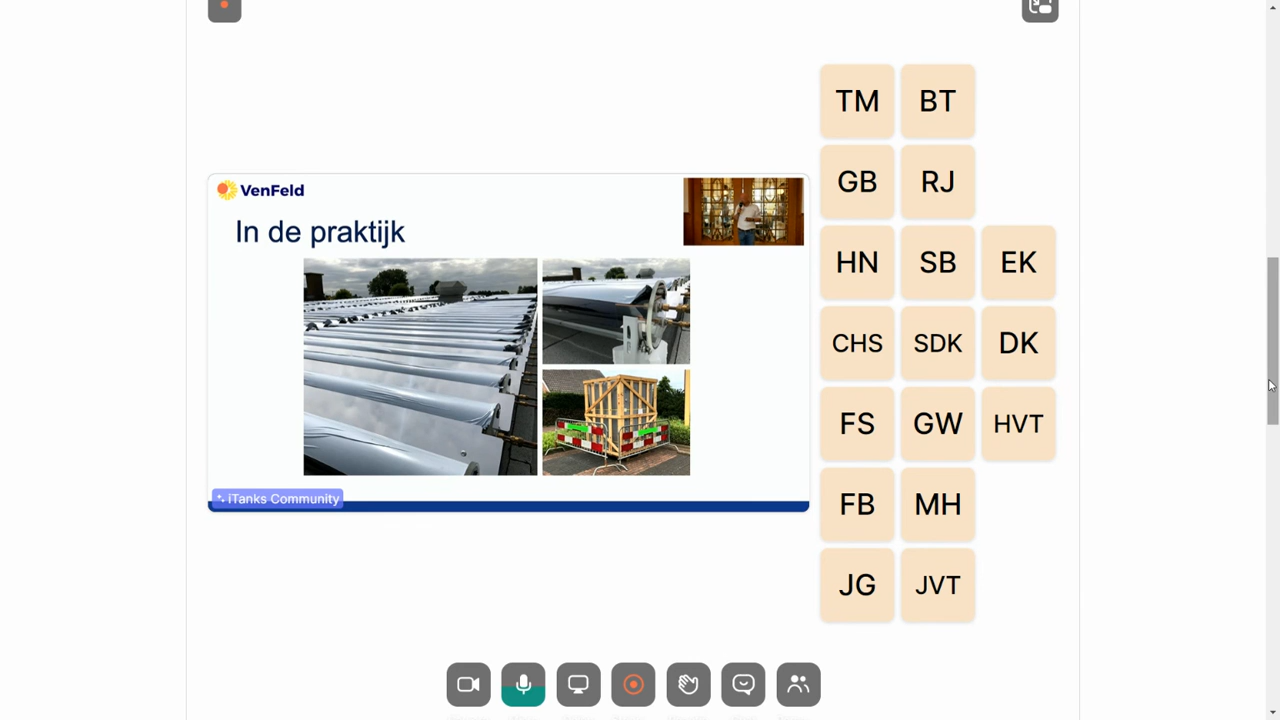 VenFeld
In de praktijk
iTanks Community
TM BT
GB RJ
HN SB EK
CHS SDK DK
FS GW HVT
FB MH
JG JVT